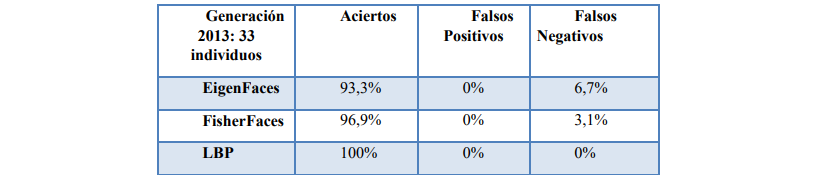 Generación Aciertos Falsos Falsos
2013: 33 Positivos Negativos
individuos
EigenFaces 93,3% 0% 6,7%
FisherFaces 96,9% 0% 3,1%
LBP 100% 0% 0%